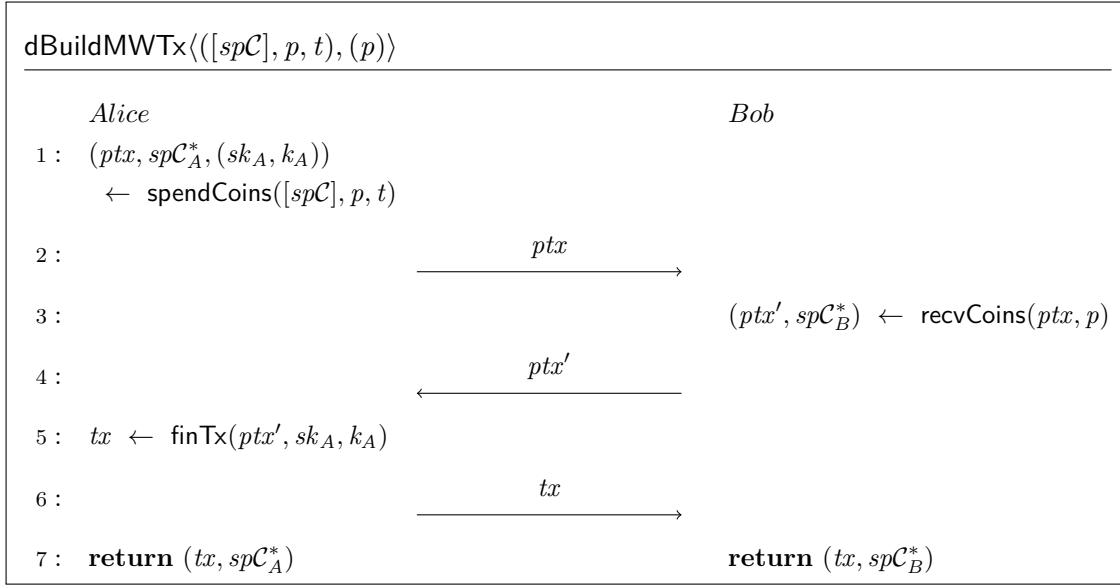 dBuildMWTx⟨([spC], p, t), (p)⟩
Alice Bob
1 : (ptx, spC*_A, (sk_A, k_A))
← spendCoins([spC], p, t)
2 : ptx
3 : (ptx′, spC*_B) ← recvCoins(ptx, p)
4 : ptx′
5 : tx ← finTx(ptx′, sk_A, k_A)
6 : tx
7 : return (tx, spC*_A) return (tx, spC*_B)